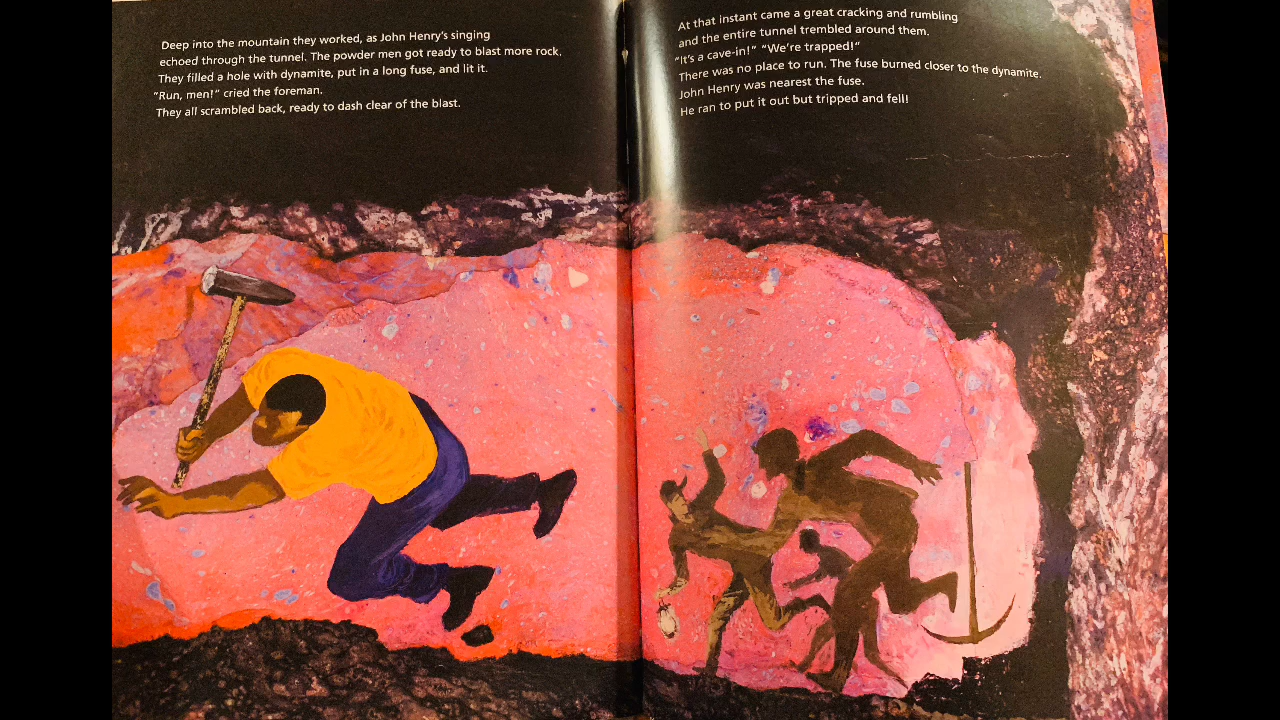 Deep into the mountain they worked, as John Henry's singing
echoed through the tunnel. The powder men got ready to blast more rock.
They filled a hole with dynamite, put in a long fuse, and lit it.
"Run, men!" cried the foreman.
They all scrambled back, ready to dash clear of the blast.
At that instant came a great cracking and rumbling
and the entire tunnel trembled around them.
"It's a cave-in!" "We're trapped!"
There was no place to run. The fuse burned closer to the dynamite.
John Henry was nearest the fuse.
He ran to put it out but tripped and fell!